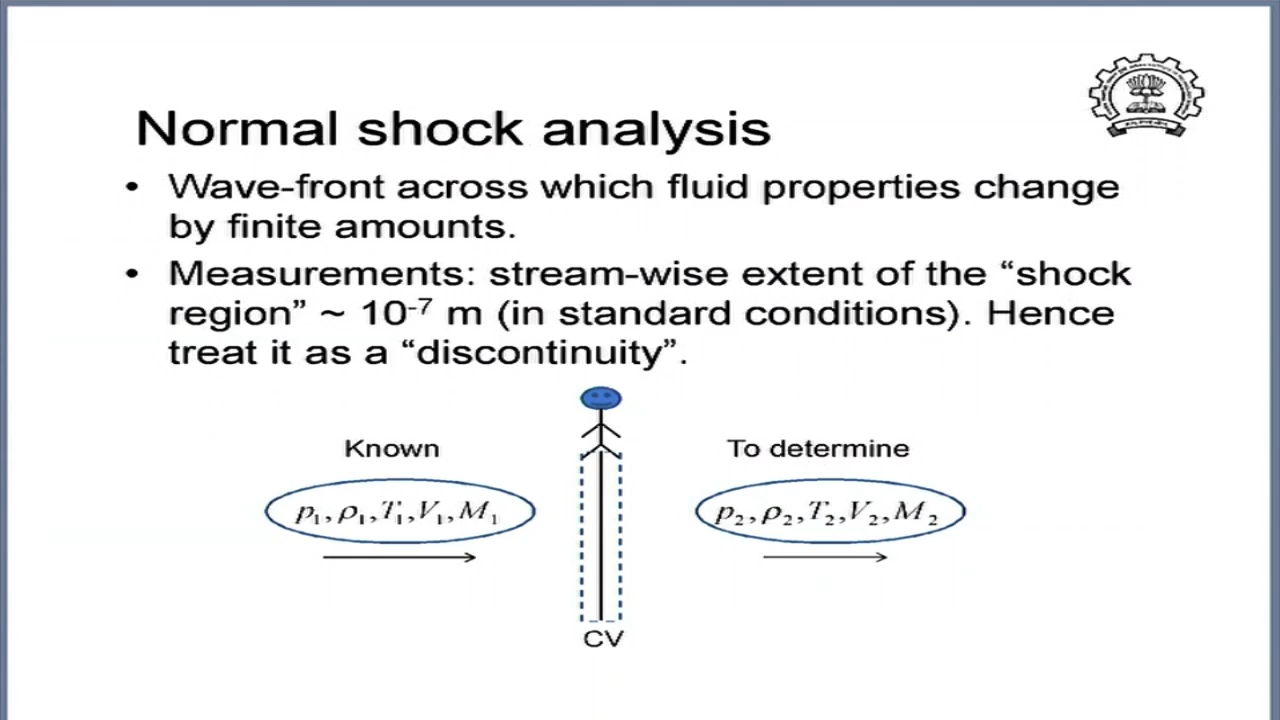 Normal shock analysis
• Wave-front across which fluid properties change
by finite amounts.
• Measurements: stream-wise extent of the “shock
region” ~ 10⁻⁷ m (in standard conditions). Hence
treat it as a “discontinuity”.
Known
To determine
p₁, ρ₁, T₁, V₁, M₁
p₂, ρ₂, T₂, V₂, M₂
CV